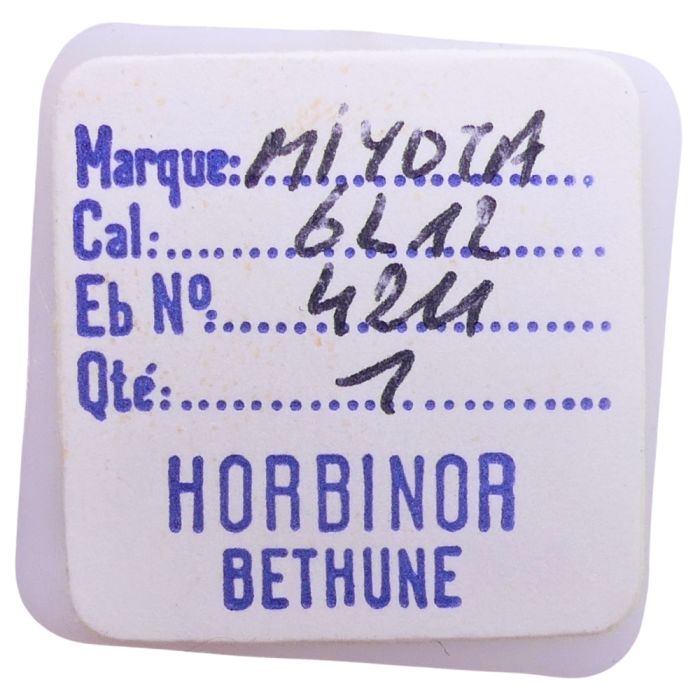 Marque: MIYOTA
Cal: 6L12
Eb Nº: 4211
Qté: 1
HORBINOR
BETHUNE